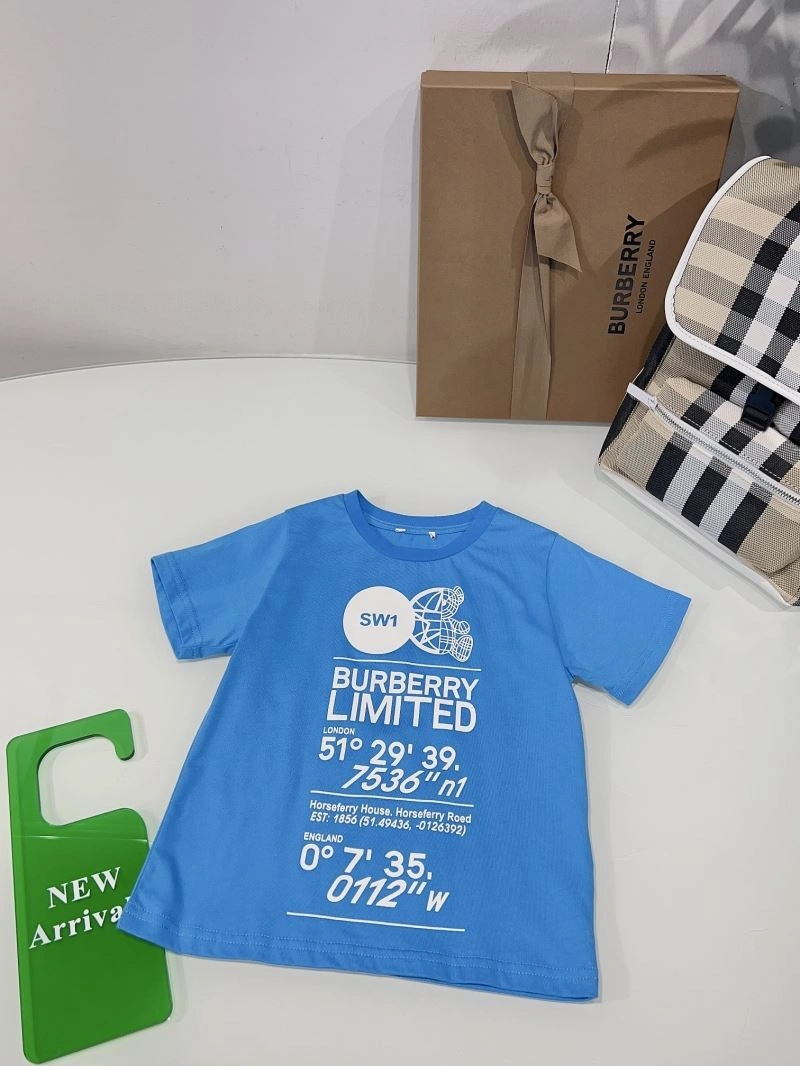 BURBERRY
LONDON ENGLAND
SW1
BURBERRY
LIMITED
LONDON
51° 29' 39.
7536" n1
Horseferry House. Horseferry Roed
EST: 1856 (51.49436, -0126392)
ENGLAND
0° 7' 35.
0112" w
NEW
Arrival